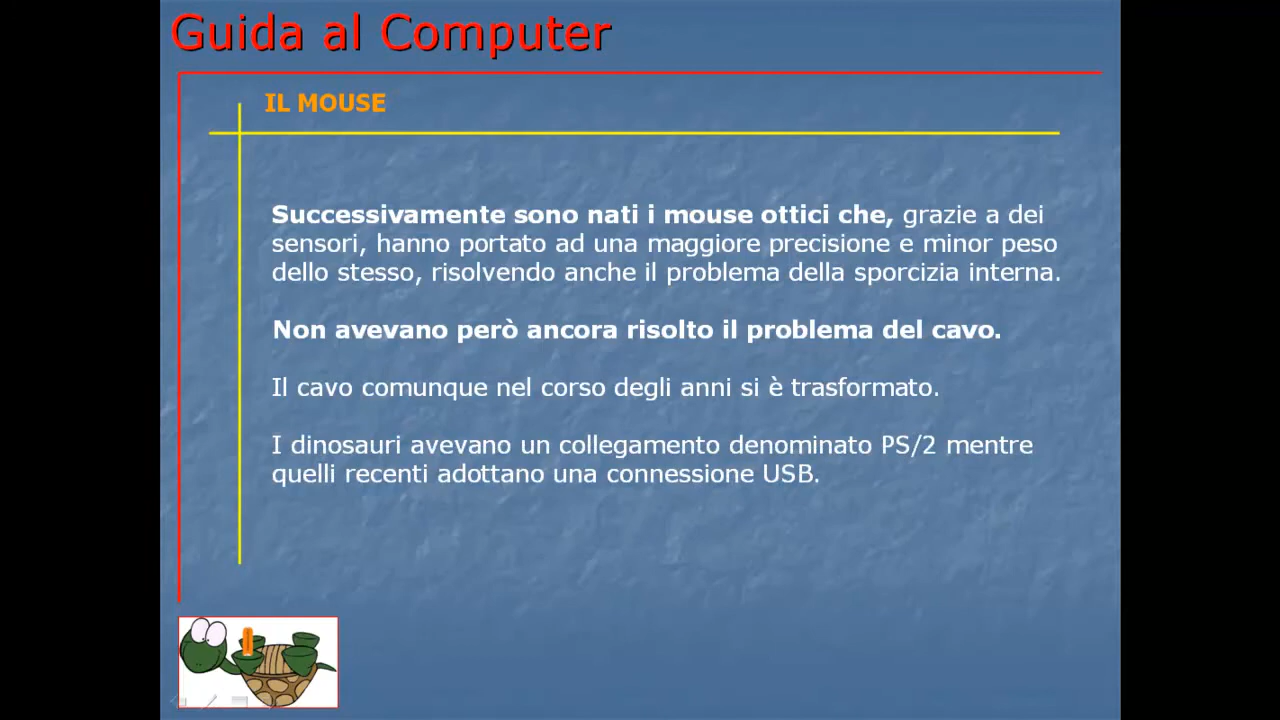 Guida al Computer
IL MOUSE
Successivamente sono nati i mouse ottici che, grazie a dei
sensori, hanno portato ad una maggiore precisione e minor peso
dello stesso, risolvendo anche il problema della sporcizia interna.
Non avevano però ancora risolto il problema del cavo.
Il cavo comunque nel corso degli anni si è trasformato.
I dinosauri avevano un collegamento denominato PS/2 mentre
quelli recenti adottano una connessione USB.